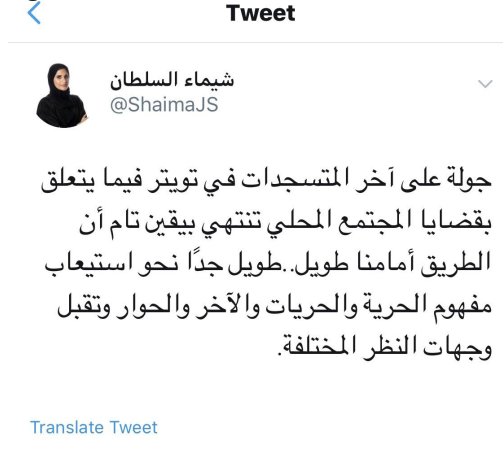 Tweet
شيماء السلطان
@ShaimaJS
جولة على آخر المتسجدات في تويتر فيما يتعلق
بقضايا المجتمع المحلي تنتهي بيقين تام أن
الطريق أمامنا طويل..طويل جدًا نحو استيعاب
مفهوم الحرية والحريات والآخر والحوار وتقبل
وجهات النظر المختلفة.
Translate Tweet